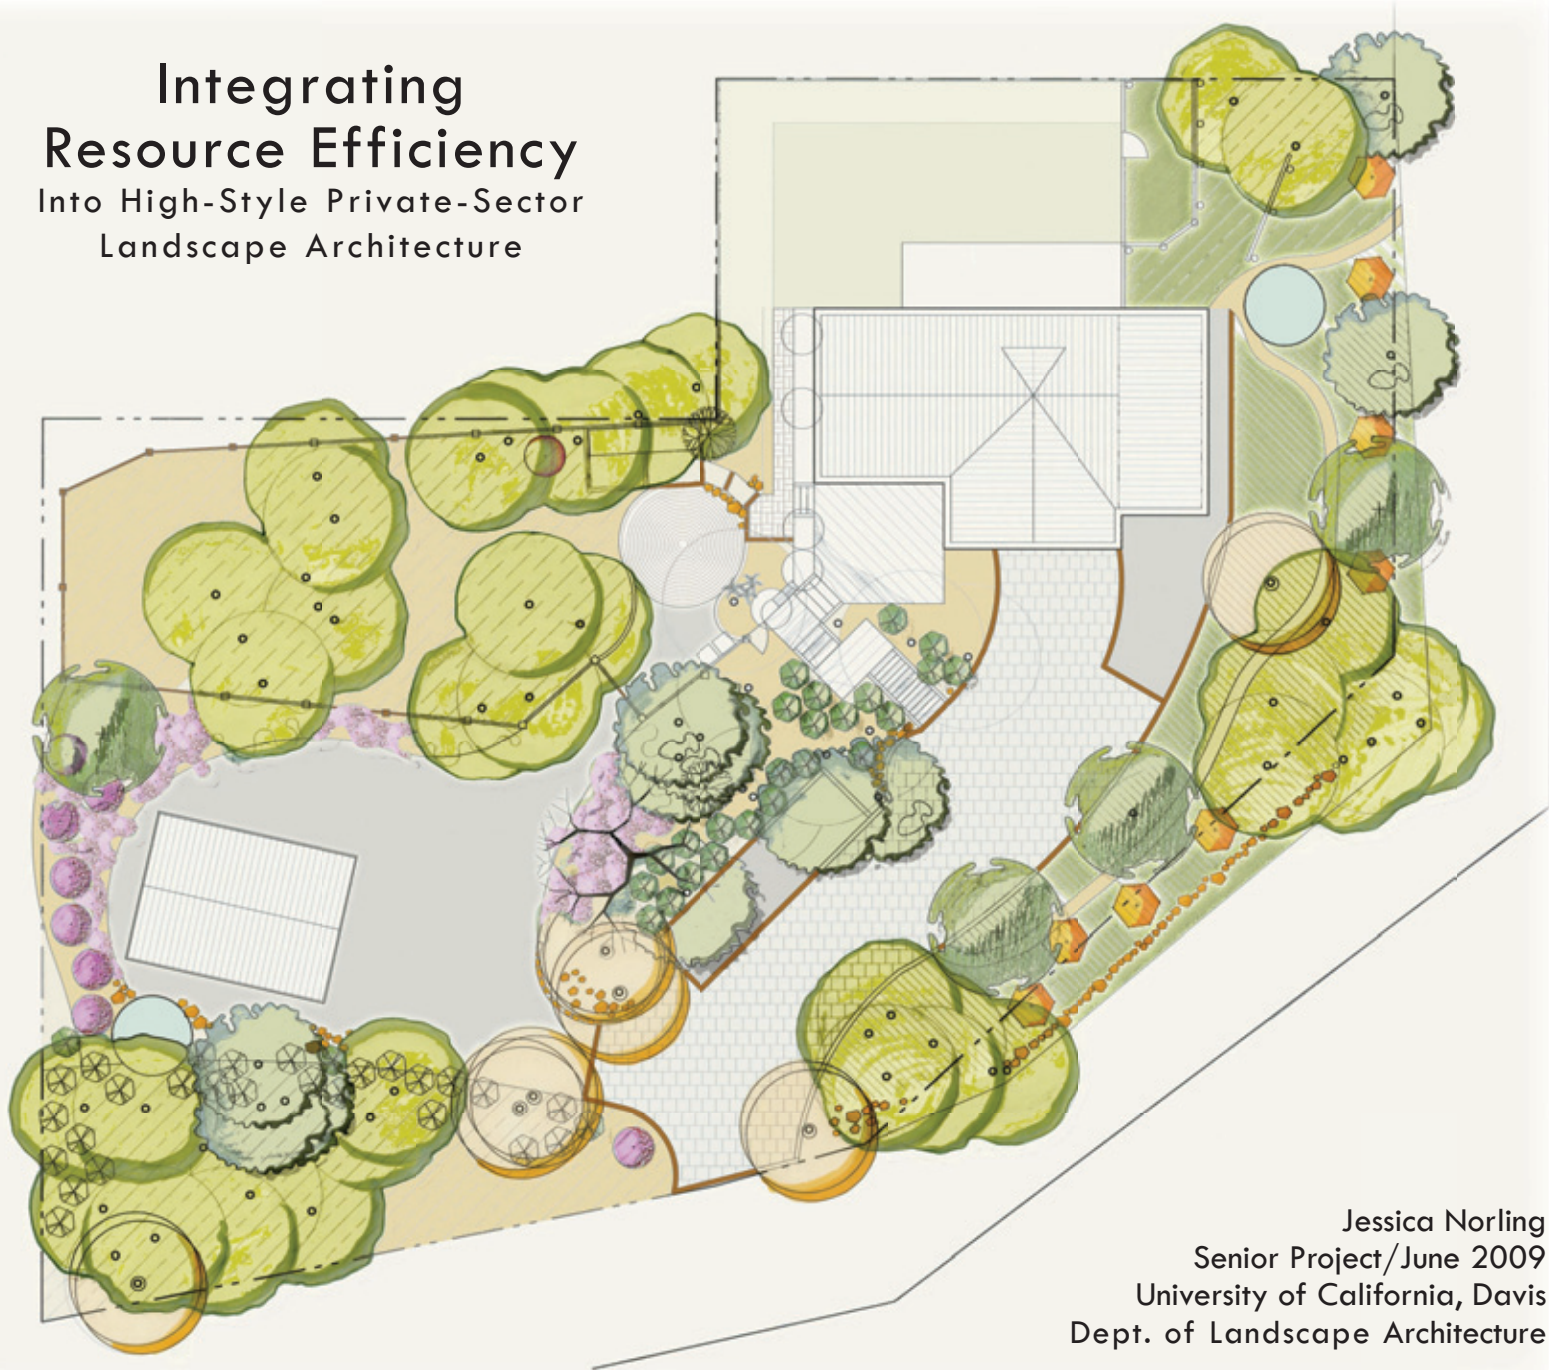 Integrating
Resource Efficiency
Into High-Style Private-Sector
Landscape Architecture
Jessica Norling
Senior Project/June 2009
University of California, Davis
Dept. of Landscape Architecture